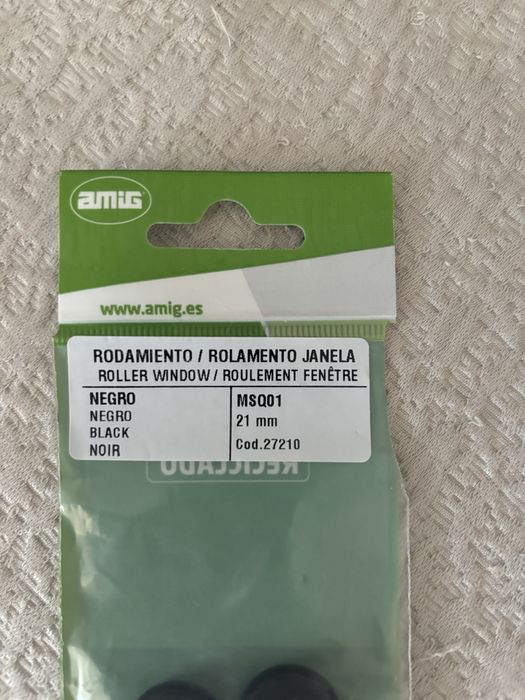 amiG
www.amig.es
RODAMIENTO / ROLAMENTO JANELA
ROLLER WINDOW / ROULEMENT FENÊTRE
NEGRO
NEGRO
BLACK
NOIR
MSQ01
21 mm
Cod.27210
RECICLADO